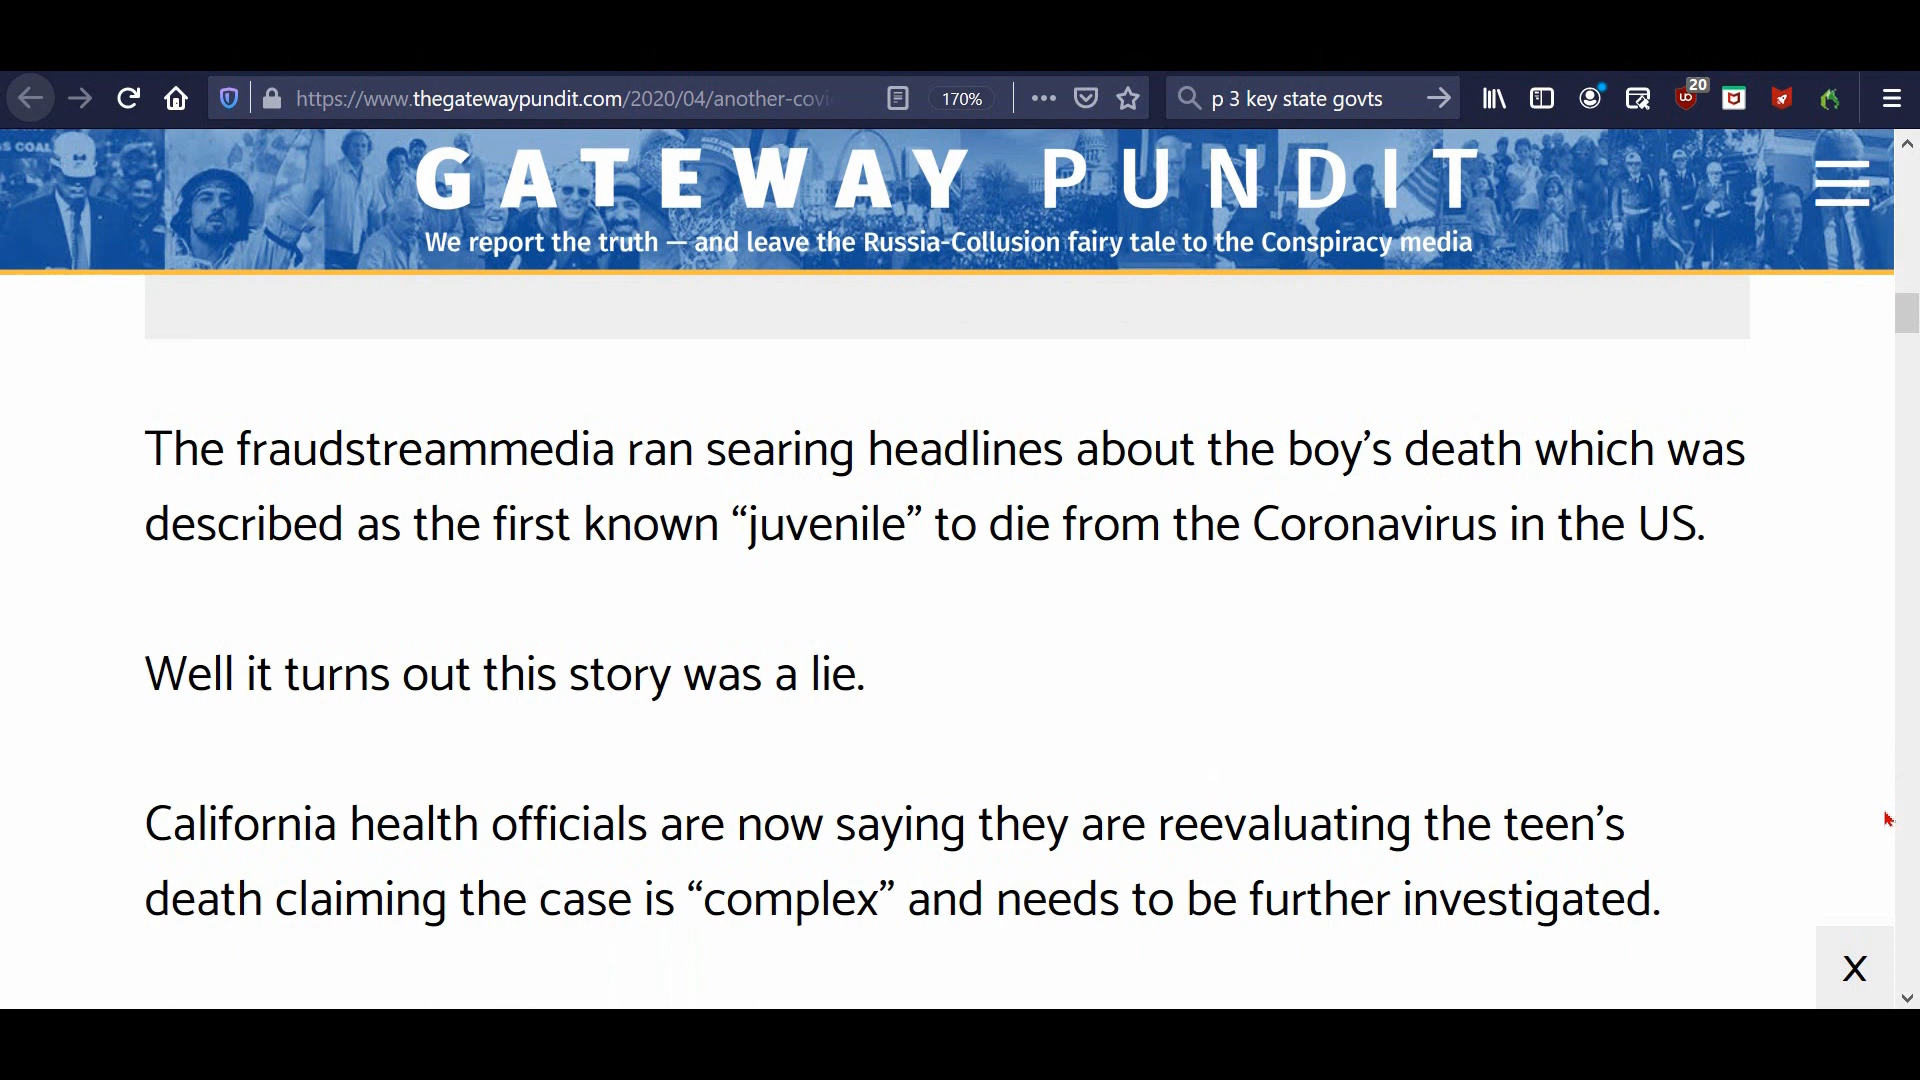 https://www.thegatewaypundit.com/2020/04/another-covi
170%
p 3 key state govts
20
S COAL
GATEWAY PUNDIT
We report the truth — and leave the Russia-Collusion fairy tale to the Conspiracy media
The fraudstreammedia ran searing headlines about the boy’s death which was
described as the first known “juvenile” to die from the Coronavirus in the US.
Well it turns out this story was a lie.
California health officials are now saying they are reevaluating the teen’s
death claiming the case is “complex” and needs to be further investigated.
X